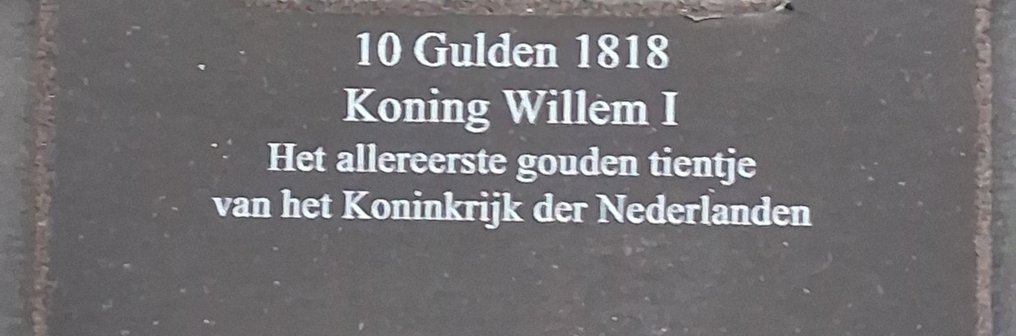 10 Gulden 1818
Koning Willem I
Het allereerste gouden tientje
van het Koninkrijk der Nederlanden